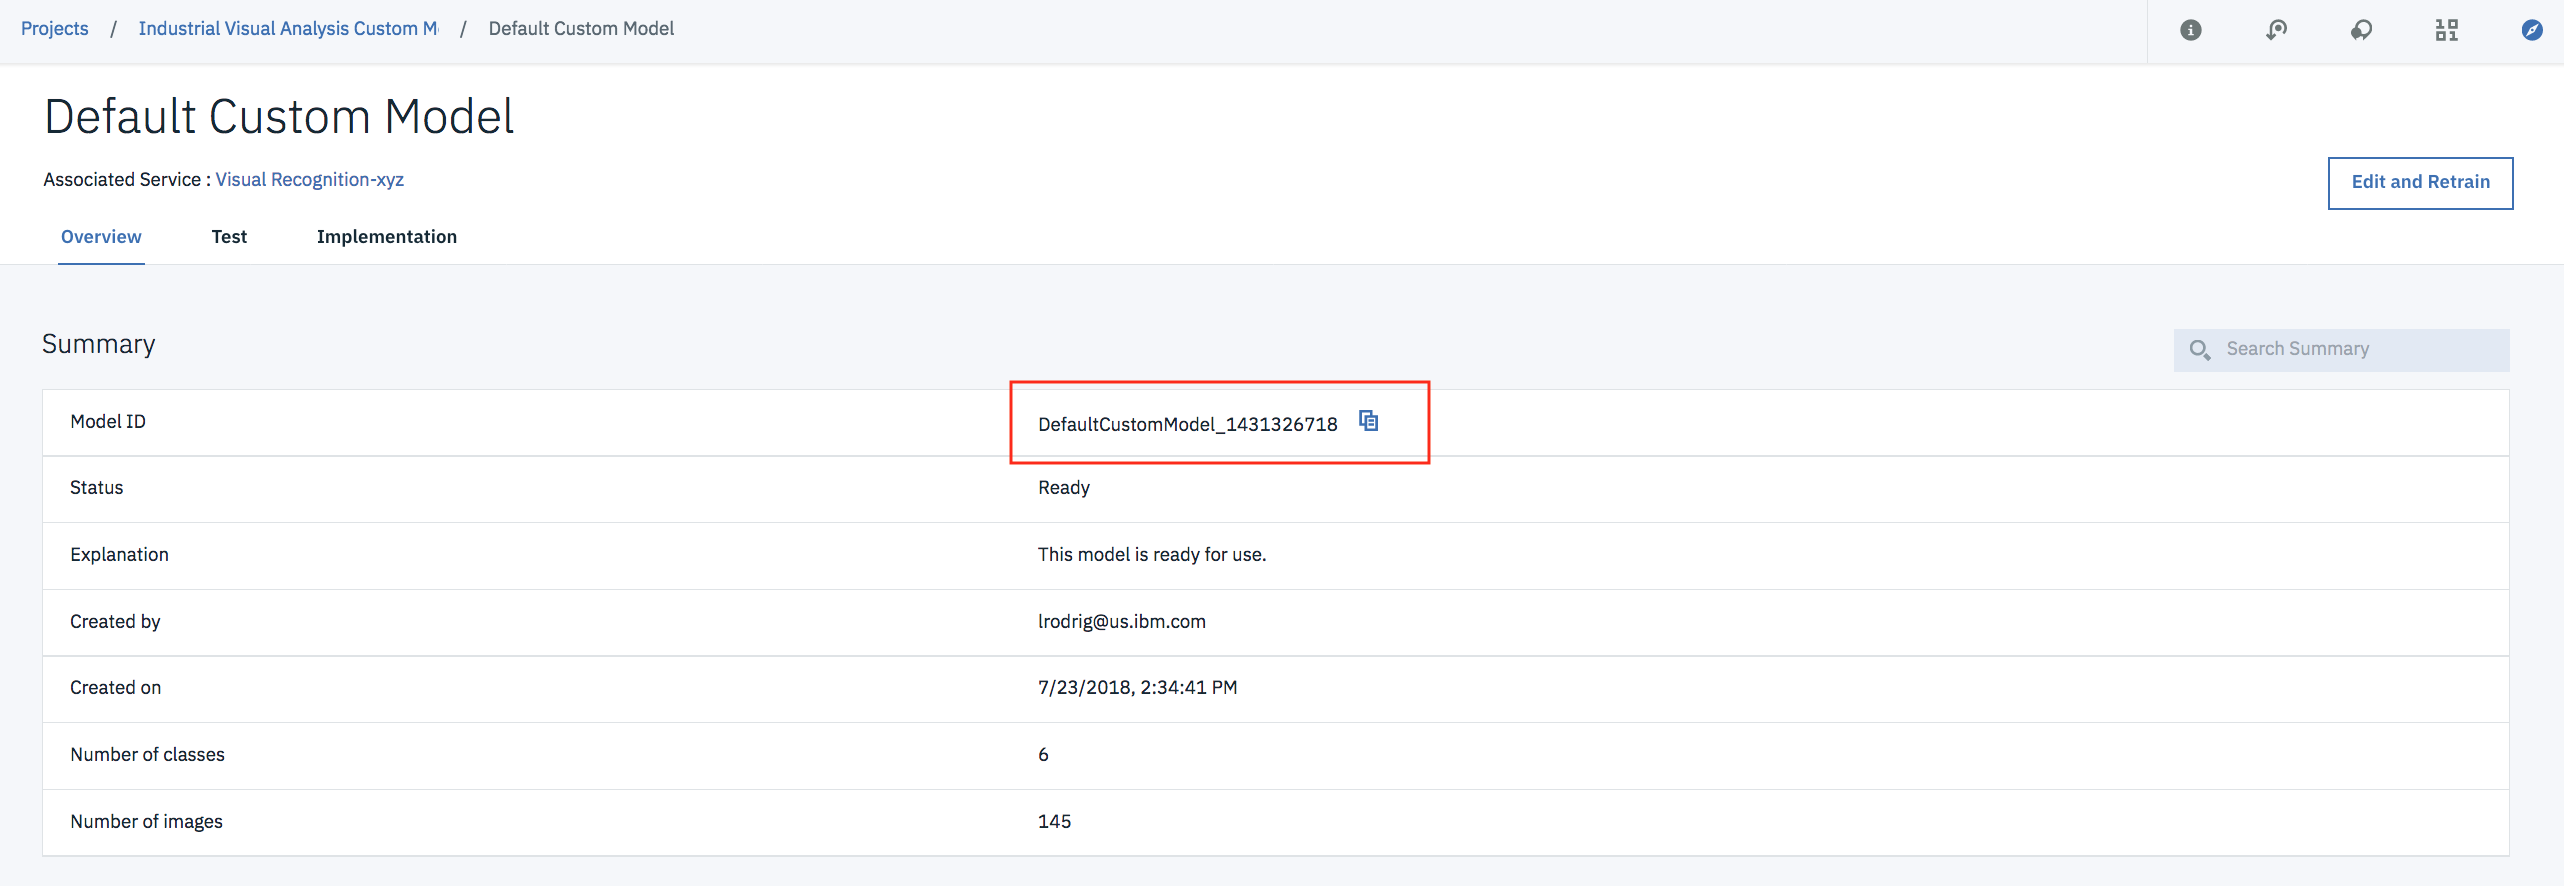 Projects / Industrial Visual Analysis Custom M / Default Custom Model
Default Custom Model
Associated Service : Visual Recognition-xyz
Edit and Retrain
Overview Test Implementation
Summary
Search Summary
Model ID DefaultCustomModel_1431326718
Status Ready
Explanation This model is ready for use.
Created by lrodrig@us.ibm.com
Created on 7/23/2018, 2:34:41 PM
Number of classes 6
Number of images 145